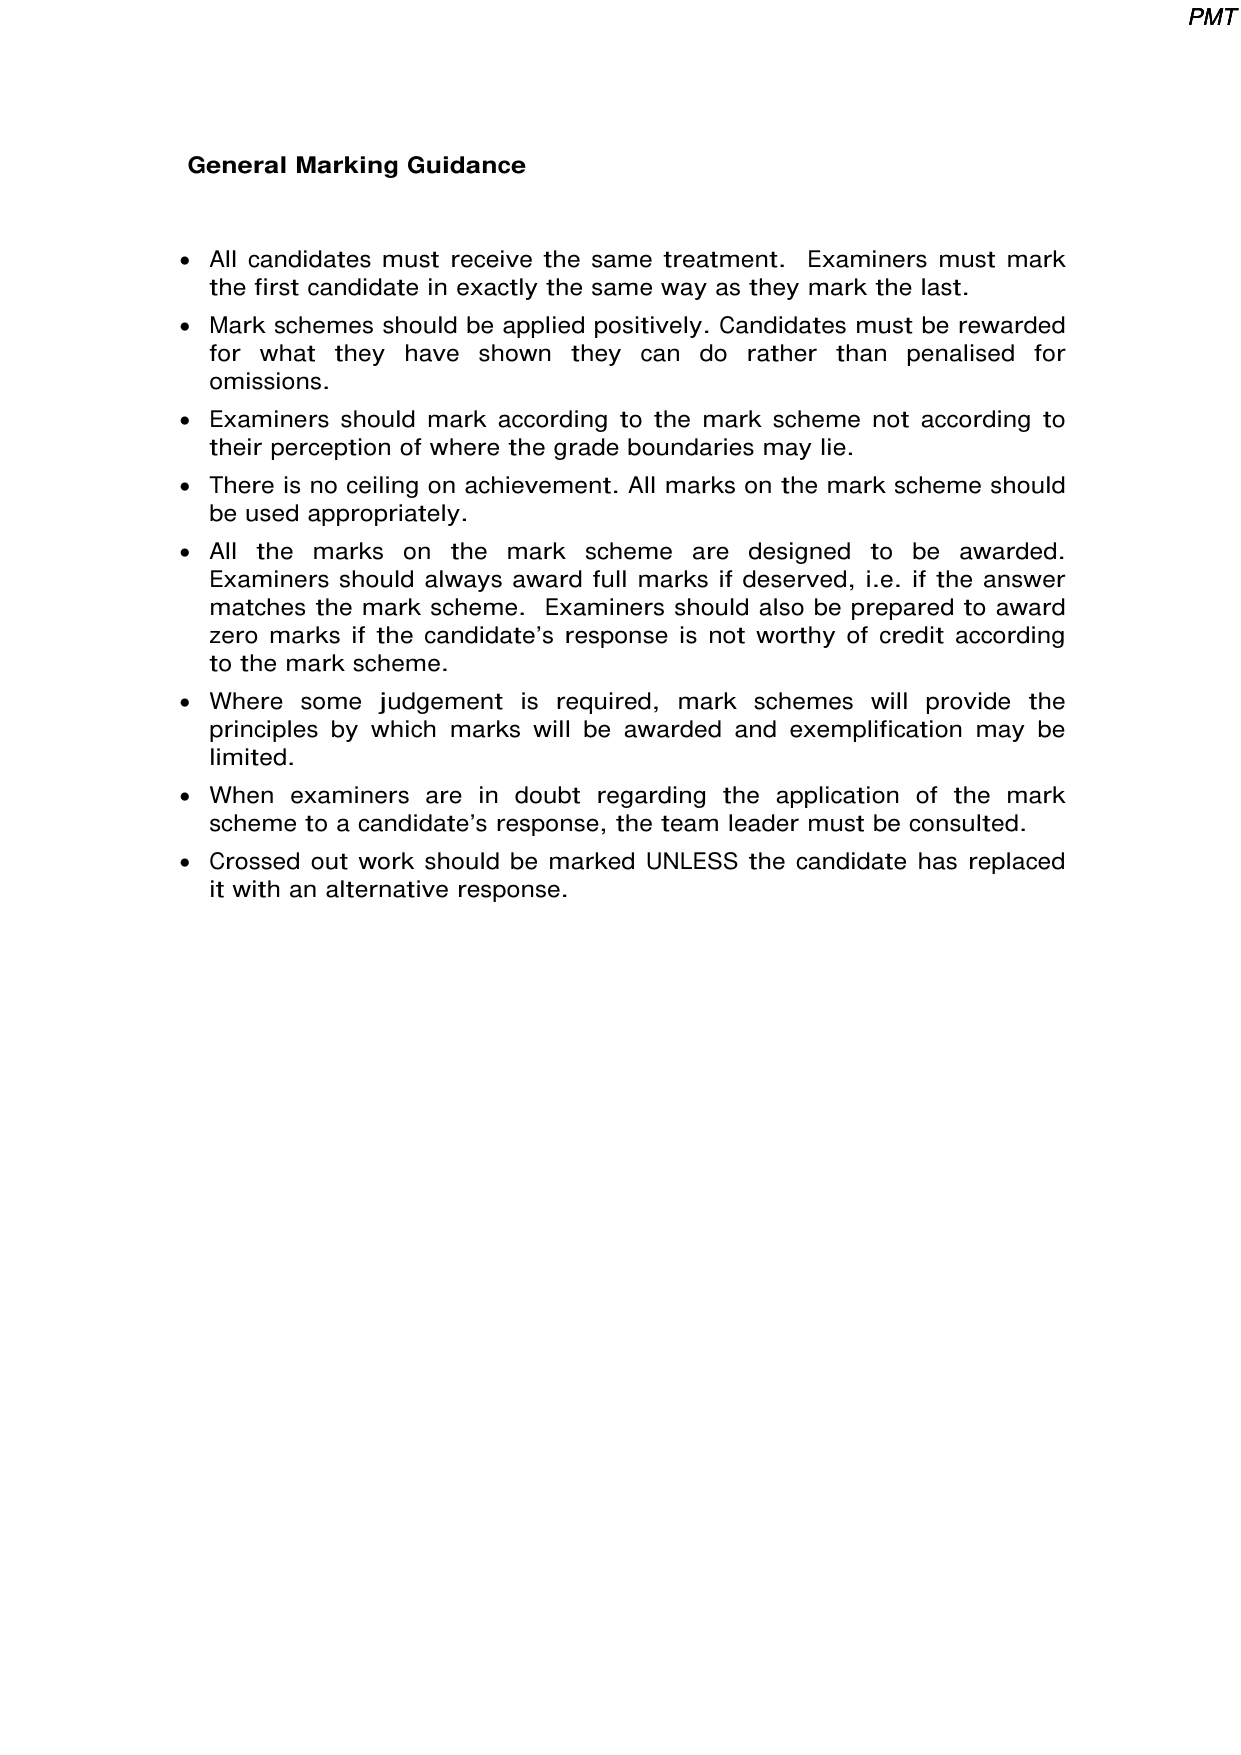 PMT
General Marking Guidance
• All candidates must receive the same treatment.  Examiners must mark
the first candidate in exactly the same way as they mark the last.
• Mark schemes should be applied positively. Candidates must be rewarded
for what they have shown they can do rather than penalised for
omissions.
• Examiners should mark according to the mark scheme not according to
their perception of where the grade boundaries may lie.
• There is no ceiling on achievement. All marks on the mark scheme should
be used appropriately.
• All the marks on the mark scheme are designed to be awarded.
Examiners should always award full marks if deserved, i.e. if the answer
matches the mark scheme.  Examiners should also be prepared to award
zero marks if the candidate’s response is not worthy of credit according
to the mark scheme.
• Where some judgement is required, mark schemes will provide the
principles by which marks will be awarded and exemplification may be
limited.
• When examiners are in doubt regarding the application of the mark
scheme to a candidate’s response, the team leader must be consulted.
• Crossed out work should be marked UNLESS the candidate has replaced
it with an alternative response.